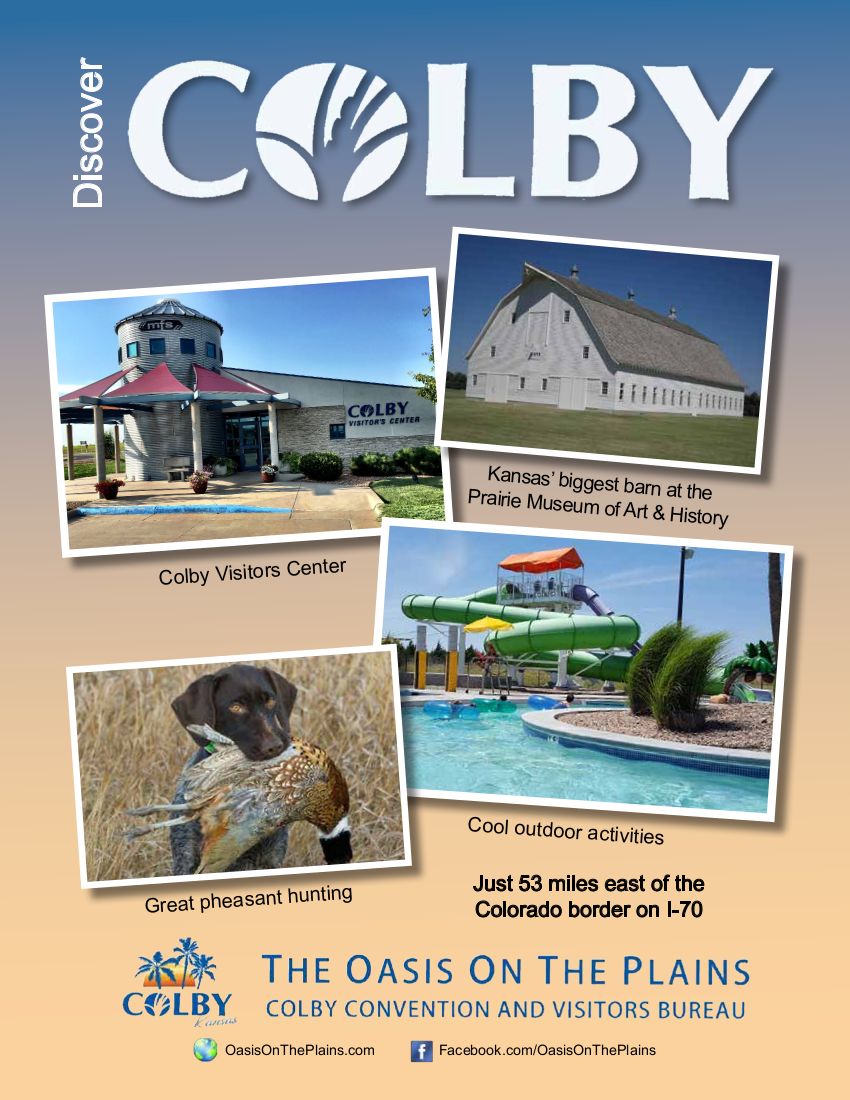 Discover
COLBY
mfs
COLBY
VISITOR'S CENTER
Kansas' biggest barn at the
Prairie Museum of Art & History
Colby Visitors Center
Cool outdoor activities
Great pheasant hunting
Just 53 miles east of the
Colorado border on I-70
COLBY
Kansas
THE OASIS ON THE PLAINS
COLBY CONVENTION AND VISITORS BUREAU
OasisOnThePlains.com
Facebook.com/OasisOnThePlains